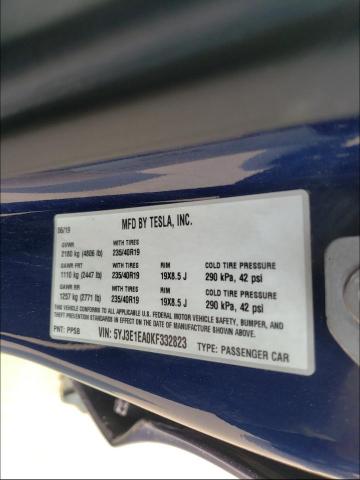 06/19 MFD BY TESLA, INC.
GVWR WITH TIRES
2180 kg (4806 lb) 235/40R19
GAWR FRT WITH TIRES RIM COLD TIRE PRESSURE
1110 kg (2447 lb) 235/40R19 19X8.5 J 290 kPa, 42 psi
GAWR RR WITH TIRES RIM COLD TIRE PRESSURE
1257 kg (2771 lb) 235/40R19 19X8.5 J 290 kPa, 42 psi
THIS VEHICLE CONFORMS TO ALL APPLICABLE
U.S. FEDERAL MOTOR VEHICLE SAFETY, BUMPER, AND
THEFT PREVENTION STANDARDS IN EFFECT ON THE
DATE OF MANUFACTURE SHOWN ABOVE.
PNT: PPSB VIN: 5YJ3E1EA0KF332823 TYPE: PASSENGER CAR